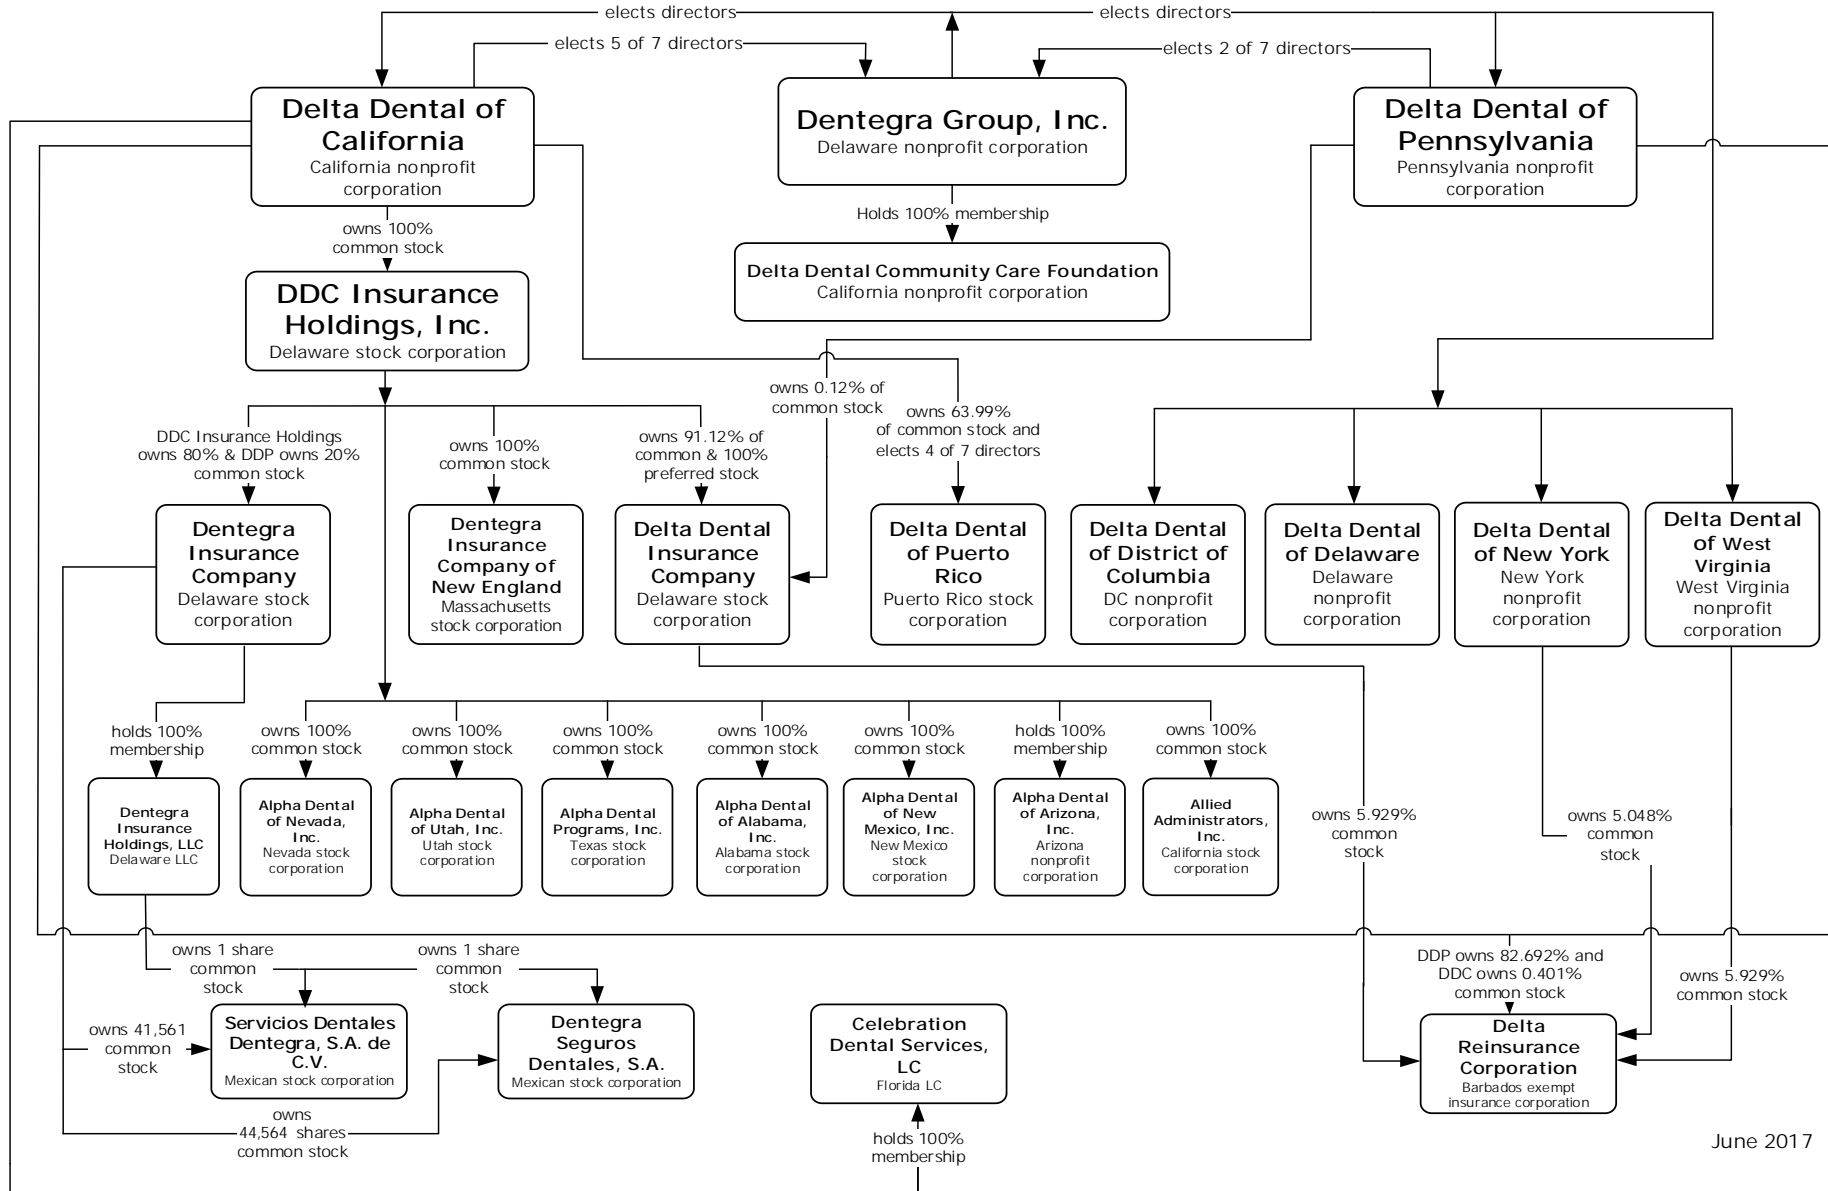 elects directors
elects directors
elects 5 of 7 directors
elects 2 of 7 directors
Delta Dental of
California
California nonprofit
corporation
Dentegra Group, Inc.
Delaware nonprofit corporation
Delta Dental of
Pennsylvania
Pennsylvania nonprofit
corporation
owns 100%
common stock
Holds 100% membership
Delta Dental Community Care Foundation
California nonprofit corporation
DDC Insurance
Holdings, Inc.
Delaware stock corporation
DDC Insurance Holdings
owns 80% & DDP owns 20%
common stock
owns 100%
common stock
owns 91.12% of
common & 100%
preferred stock
owns 0.12% of
common stock
owns 63.99%
of common stock and
elects 4 of 7 directors
Dentegra
Insurance
Company
Delaware stock
corporation
Dentegra
Insurance
Company of
New England
Massachusetts
stock corporation
Delta Dental
Insurance
Company
Delaware stock
corporation
Delta Dental
of Puerto
Rico
Puerto Rico stock
corporation
Delta Dental
of District of
Columbia
DC nonprofit
corporation
Delta Dental
of Delaware
Delaware
nonprofit
corporation
Delta Dental
of New York
New York
nonprofit
corporation
Delta Dental
of West
Virginia
West Virginia
nonprofit
corporation
holds 100%
membership
owns 100%
common stock
owns 100%
common stock
owns 100%
common stock
owns 100%
common stock
owns 100%
common stock
holds 100%
membership
owns 100%
common stock
Dentegra
Insurance
Holdings, LLC
Delaware LLC
Alpha Dental
of Nevada,
Inc.
Nevada stock
corporation
Alpha Dental
of Utah, Inc.
Utah stock
corporation
Alpha Dental
Programs, Inc.
Texas stock
corporation
Alpha Dental
of Alabama,
Inc.
Alabama stock
corporation
Alpha Dental
of New
Mexico, Inc.
New Mexico
stock
corporation
Alpha Dental
of Arizona,
Inc.
Arizona
nonprofit
corporation
Allied
Administrators,
Inc.
California stock
corporation
owns 5.929%
common
stock
owns 5.048%
common
stock
owns 1 share
common
stock
owns 1 share
common
stock
DDP owns 82.692% and
DDC owns 0.401%
common stock
owns 5.929%
common stock
owns 41,561
common
stock
Servicios Dentales
Dentegra, S.A. de
C.V.
Mexican stock corporation
Dentegra
Seguros
Dentales, S.A.
Mexican stock corporation
Celebration
Dental Services,
LC
Florida LC
Delta
Reinsurance
Corporation
Barbados exempt
insurance corporation
owns
44,564 shares
common stock
holds 100%
membership
June 2017